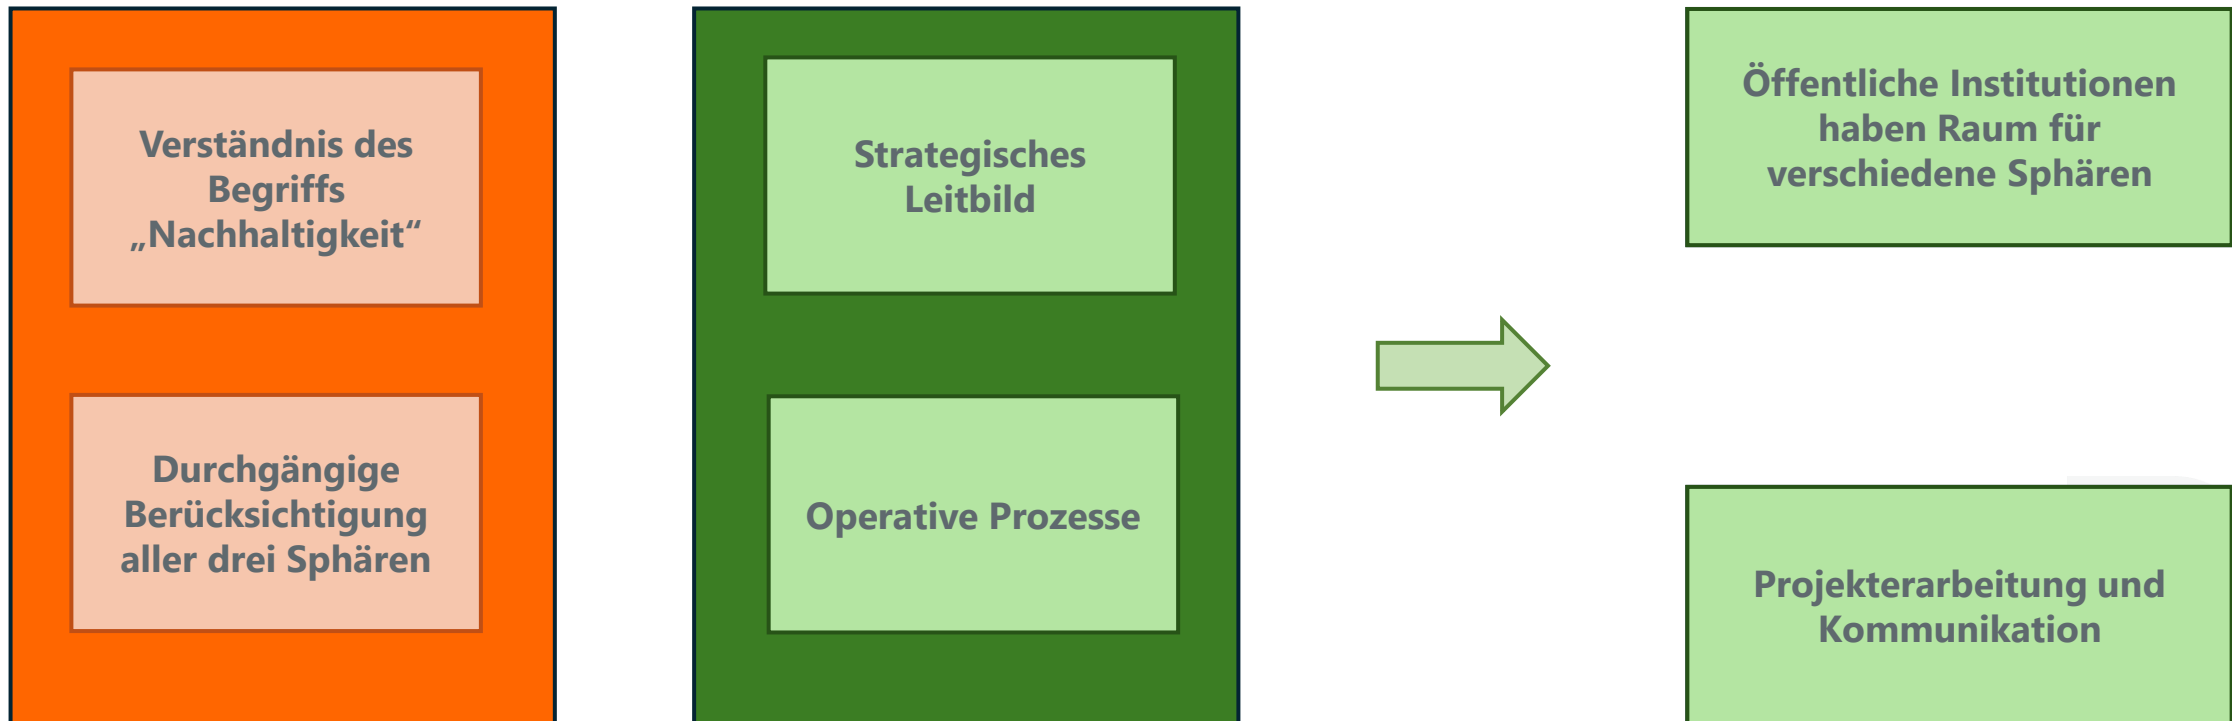 Verständnis des
Begriffs
„Nachhaltigkeit“
Durchgängige
Berücksichtigung
aller drei Sphären
Strategisches
Leitbild
Operative Prozesse
Öffentliche Institutionen
haben Raum für
verschiedene Sphären
Projekterarbeitung und
Kommunikation